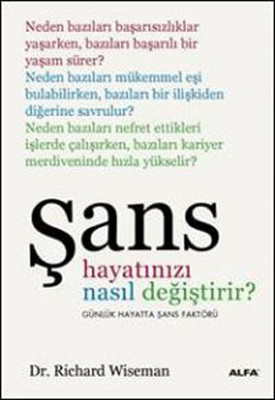 Neden bazıları başarısızlıklar
yaşarken, bazıları başarılı bir
yaşam sürer?
Neden bazıları mükemmel eşi
bulabilirken, bazıları bir ilişkiden
diğerine savrulur?
Neden bazıları nefret ettikleri
işlerde çalışırken, bazıları kariyer
merdiveninde hızla yükselir?
Şans
hayatınızı
nasıl değiştirir?
GÜNLÜK HAYATTA ŞANS FAKTÖRÜ
Dr. Richard Wiseman
ALFA